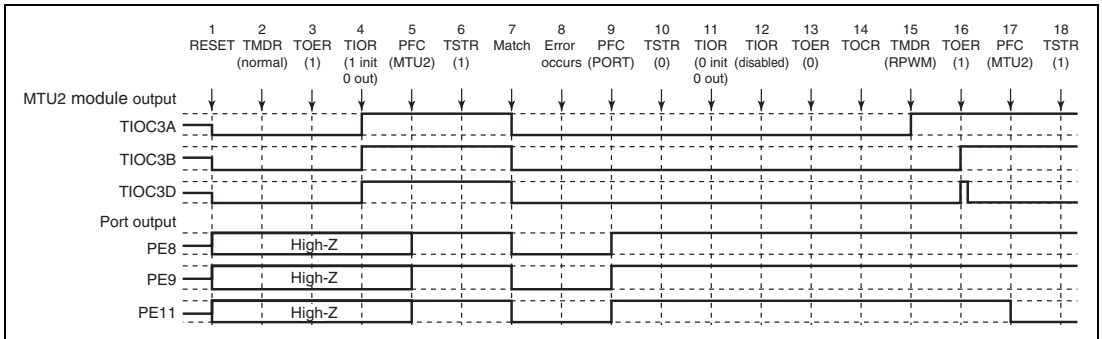 1 2 3 4 5 6 7 8 9 10 11 12 13 14 15 16 17 18
RESET TMDR TOER TIOR PFC TSTR Match Error PFC TSTR TIOR TIOR TOER TOCR TMDR TOER PFC TSTR
(normal) (1) (1 init (MTU2) (1) occurs (PORT) (0) (0 init (disabled) (0) (RPWM) (1) (MTU2) (1)
0 out) 0 out)
MTU2 module output
TIOC3A
TIOC3B
TIOC3D
Port output
PE8 High-Z
PE9 High-Z
PE11 High-Z